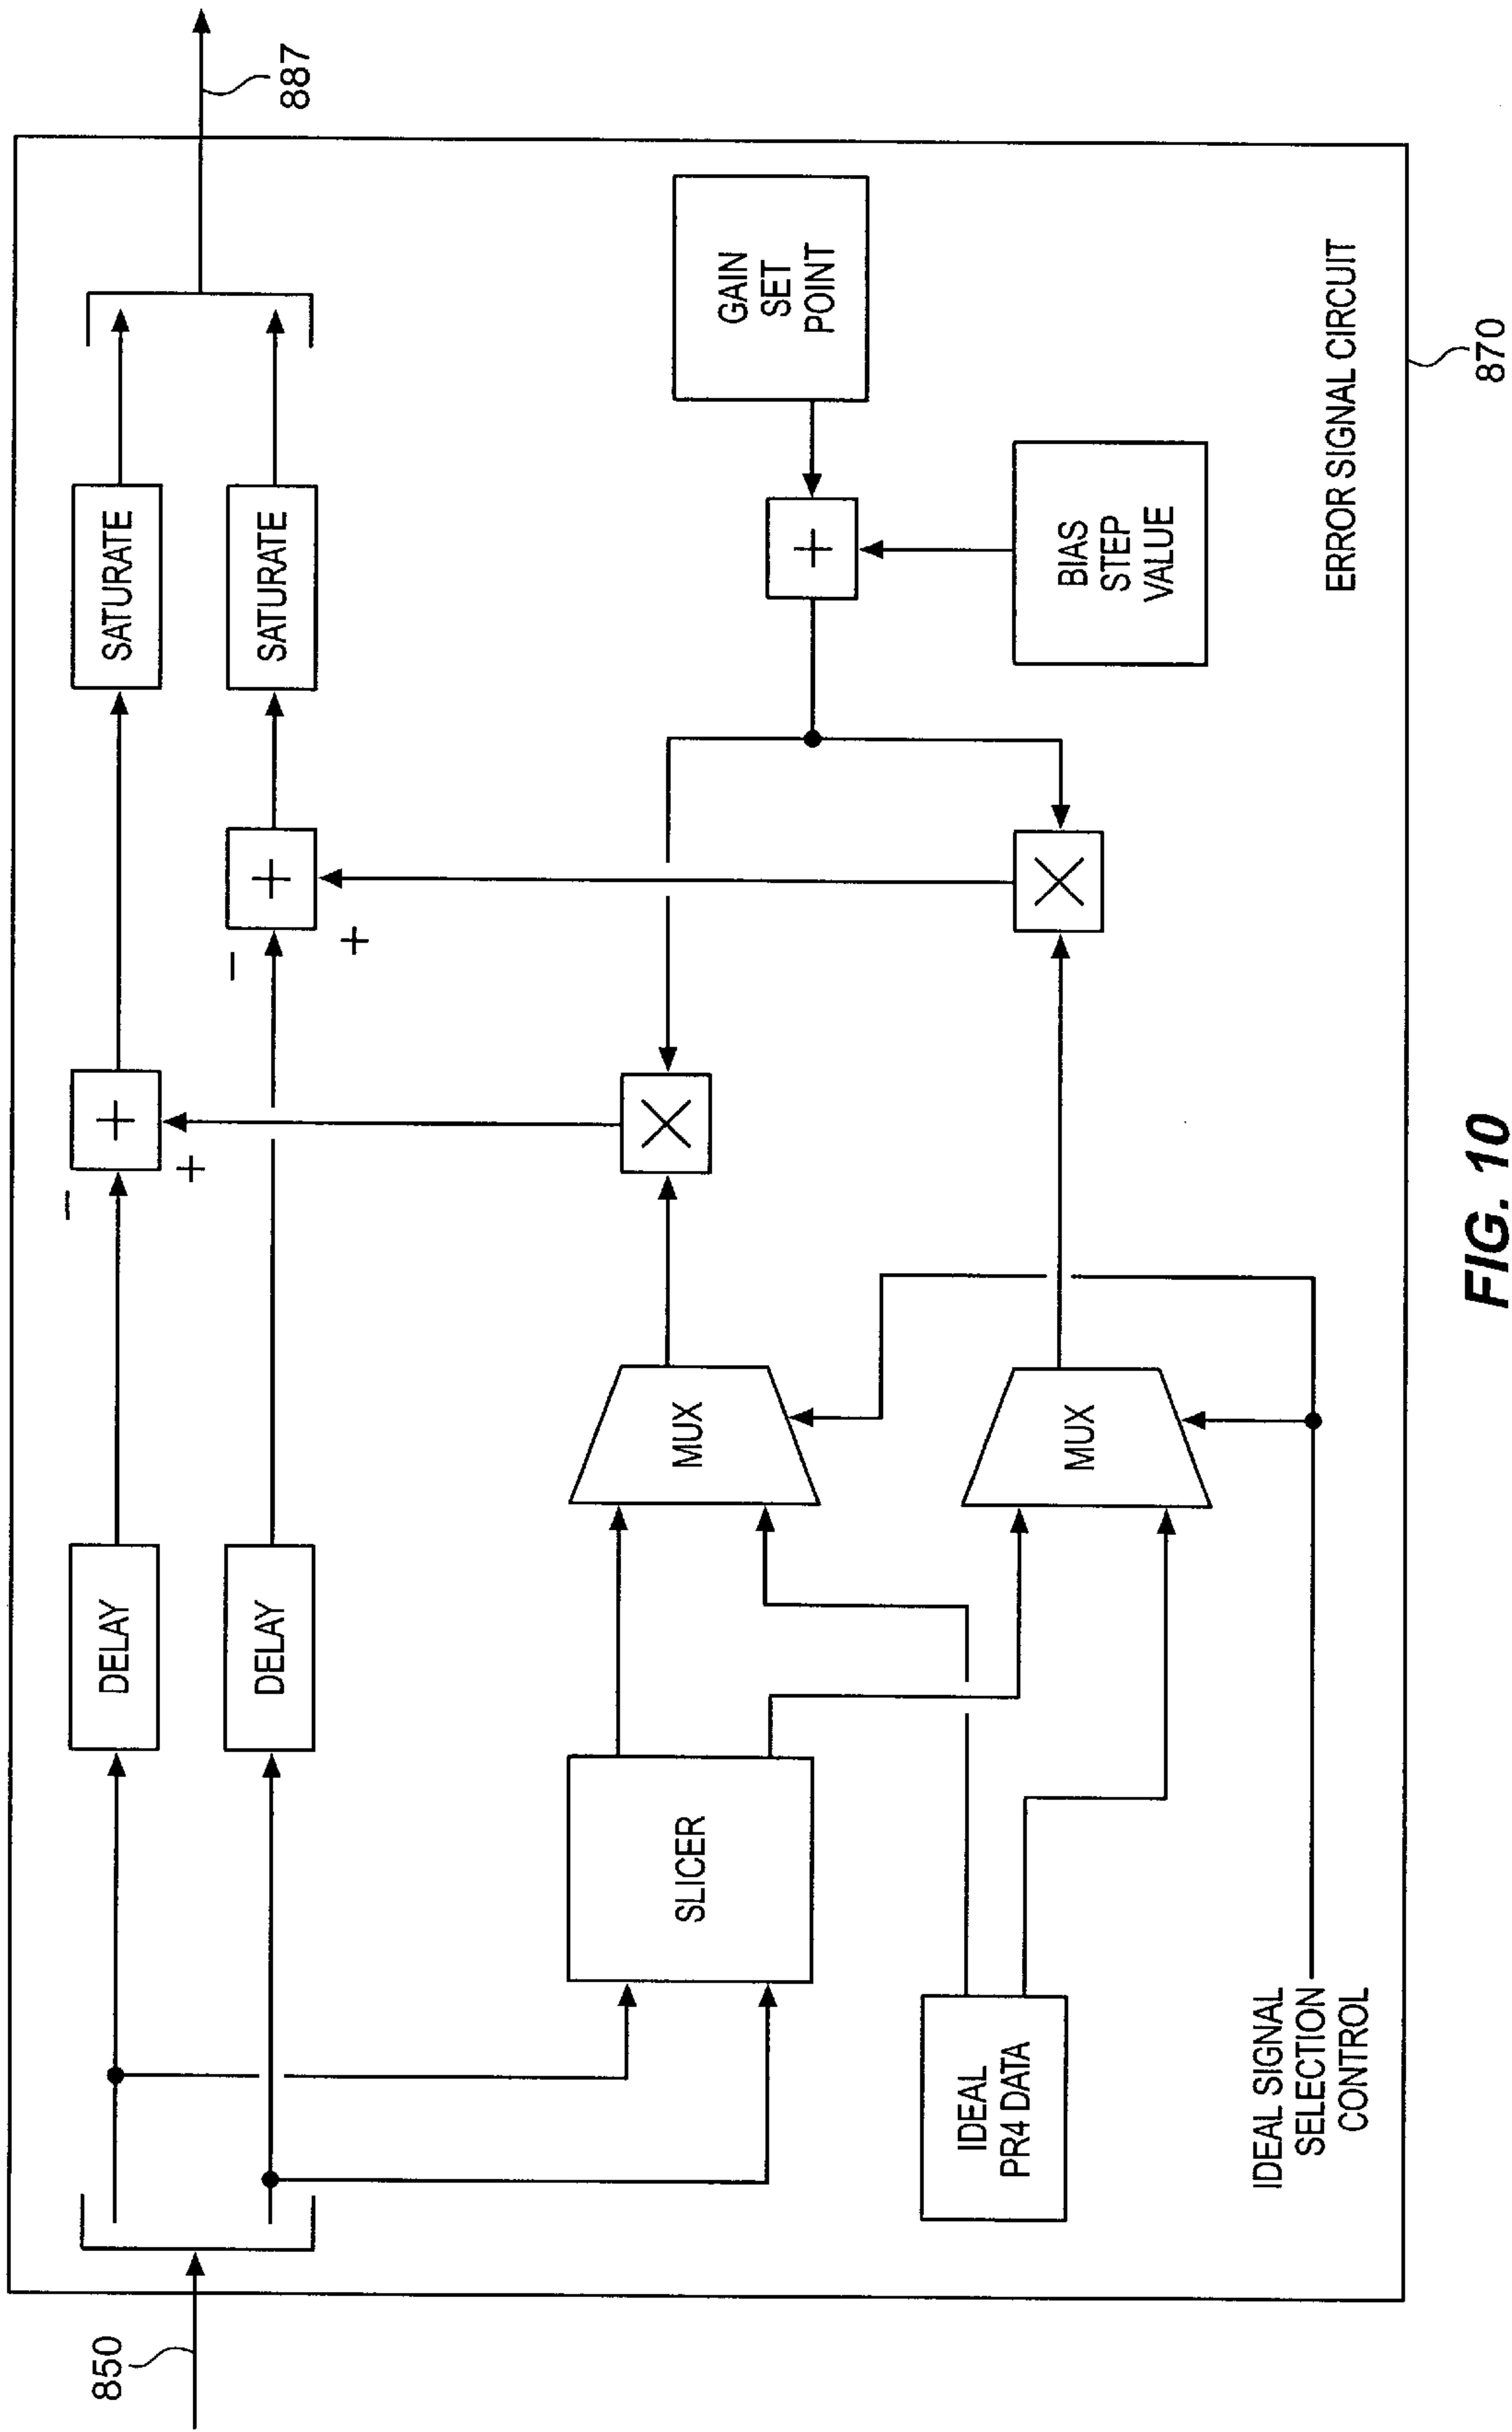 850
887
DELAY
DELAY
−
+
+
−
+
+
SATURATE
SATURATE
SLICER
MUX
MUX
×
×
+
GAIN
SET
POINT
BIAS
STEP
VALUE
IDEAL
PR4 DATA
IDEAL SIGNAL
SELECTION
CONTROL
ERROR SIGNAL CIRCUIT
870
FIG. 10